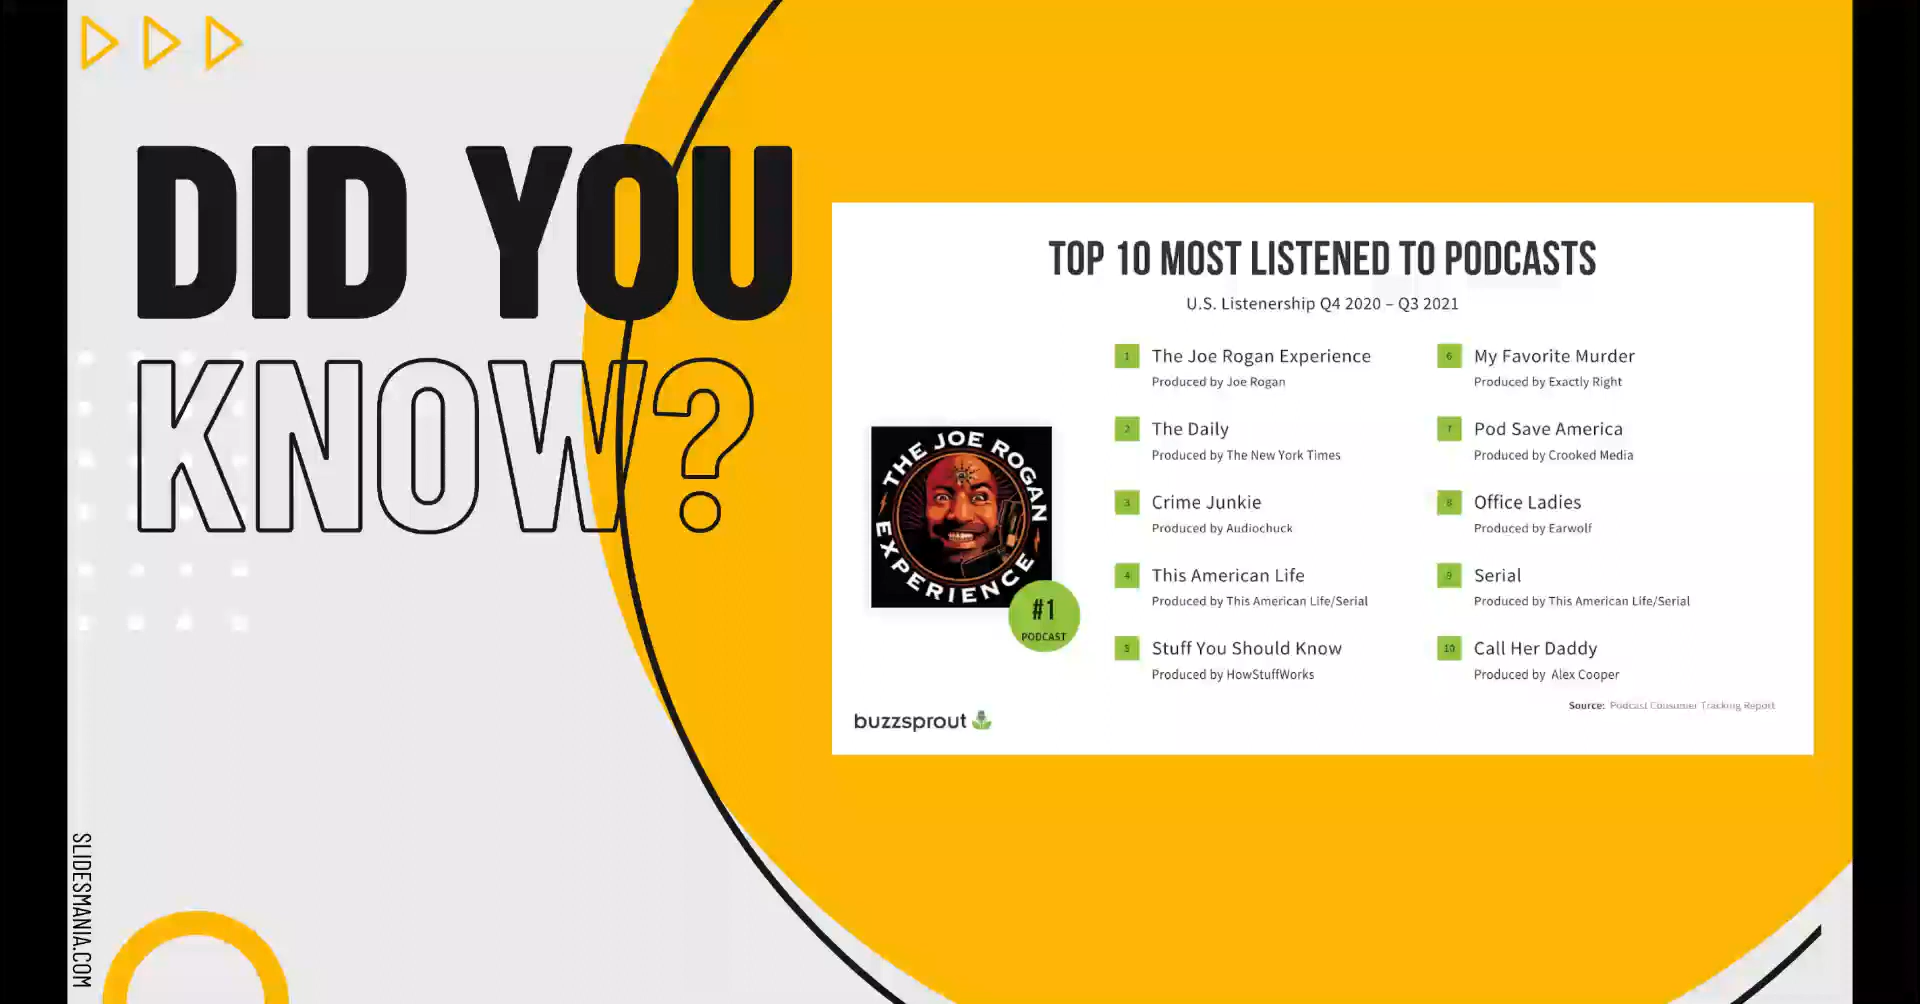 DID YOU
KNOW?
TOP 10 MOST LISTENED TO PODCASTS
U.S. Listenership Q4 2020 – Q3 2021
1 The Joe Rogan Experience
Produced by Joe Rogan
2 The Daily
Produced by The New York Times
3 Crime Junkie
Produced by Audiochuck
4 This American Life
Produced by This American Life/Serial
5 Stuff You Should Know
Produced by HowStuffWorks
6 My Favorite Murder
Produced by Exactly Right
7 Pod Save America
Produced by Crooked Media
8 Office Ladies
Produced by Earwolf
9 Serial
Produced by This American Life/Serial
10 Call Her Daddy
Produced by Alex Cooper
THE JOE ROGAN
EXPERIENCE
#1
PODCAST
Source: Podcast Consumer Tracking Report
buzzsprout
SLIDESMANIA.COM